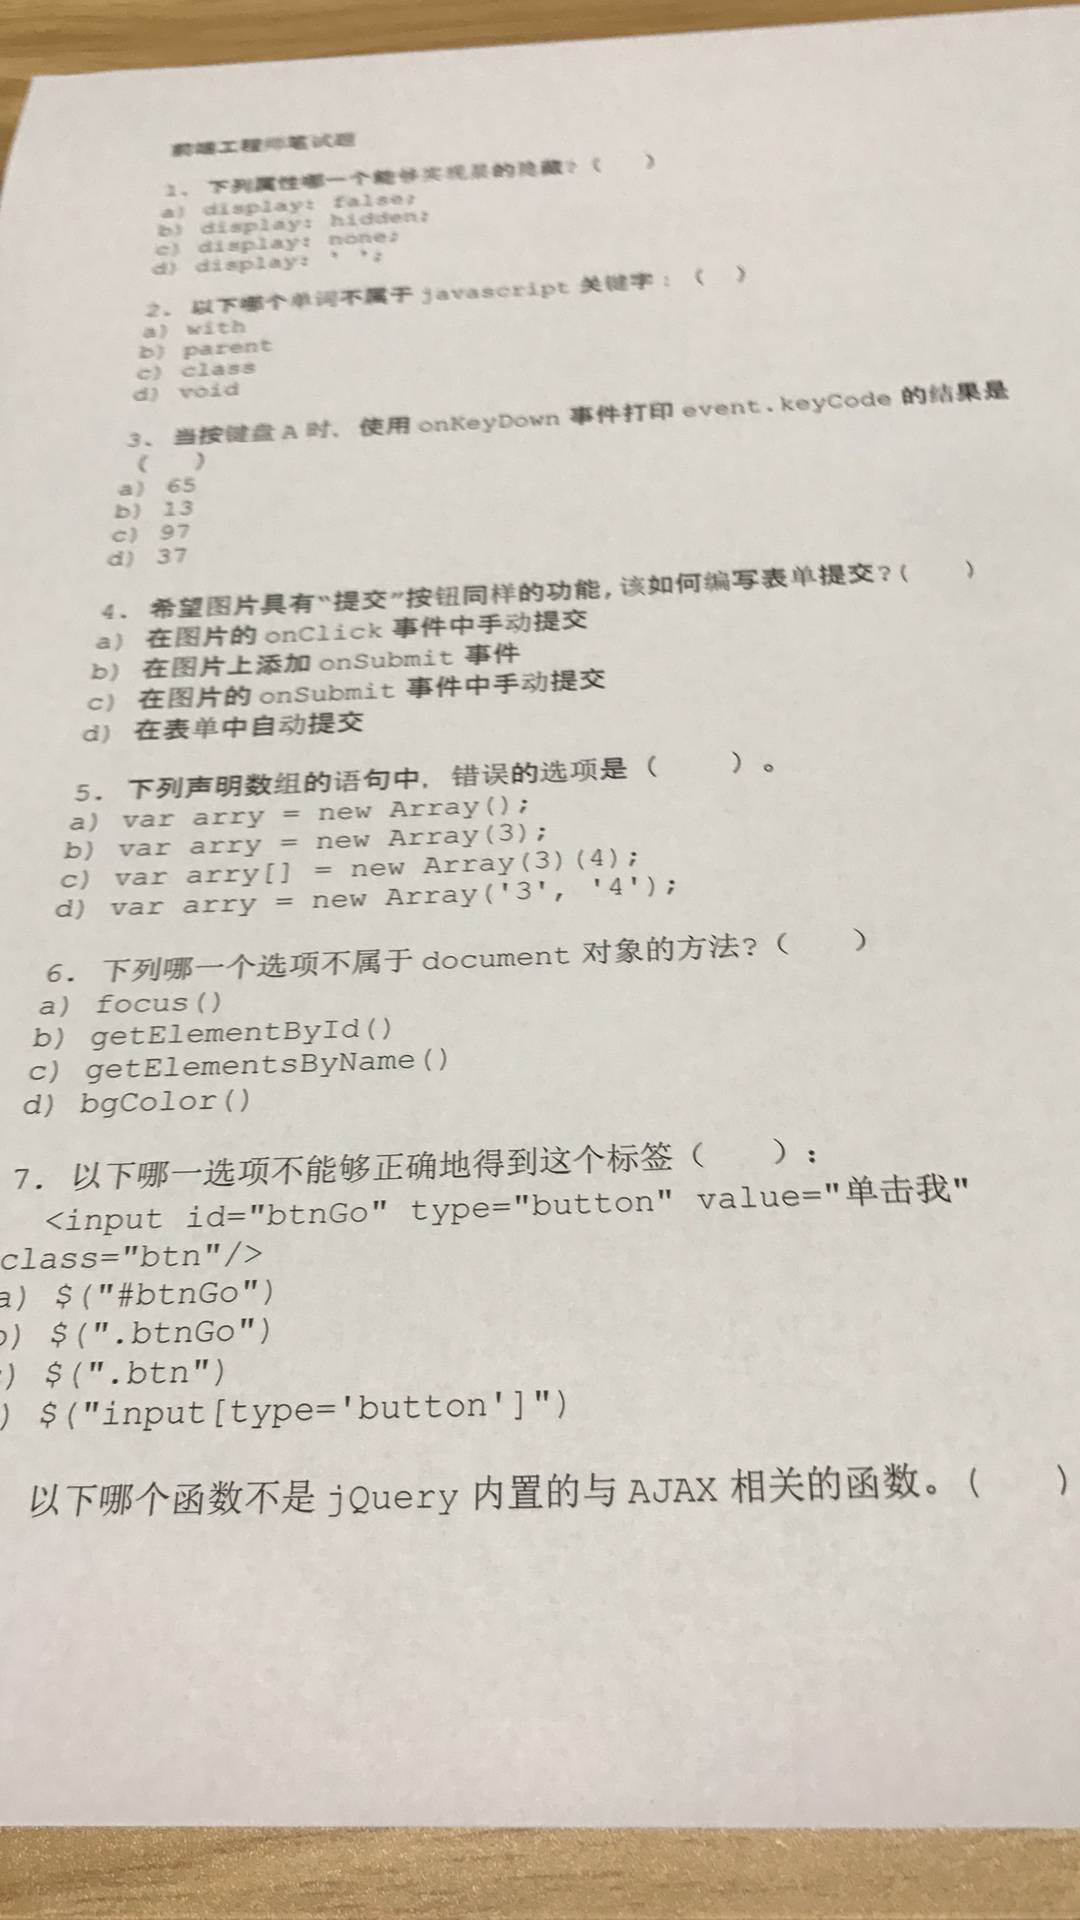 前端工程师笔试题
1、下列属性哪一个能够实现层的隐藏?( )
a) display: false;
b) display: hidden;
c) display: none;
d) display: ' ';
2. 以下哪个单词不属于 javascript 关键字：（ ）
a) with
b) parent
c) class
d) void
3、当按键盘 A 时、使用 onKeyDown 事件打印 event.keyCode 的结果是
（ ）
a) 65
b) 13
c) 97
d) 37
4. 希望图片具有“提交”按钮同样的功能,该如何编写表单提交?( )
a) 在图片的 onClick 事件中手动提交
b) 在图片上添加 onSubmit 事件
c) 在图片的 onSubmit 事件中手动提交
d) 在表单中自动提交
5. 下列声明数组的语句中，错误的选项是（ ）。
a) var arry = new Array();
b) var arry = new Array(3);
c) var arry[] = new Array(3)(4);
d) var arry = new Array('3', '4');
6. 下列哪一个选项不属于 document 对象的方法?（ ）
a) focus()
b) getElementById()
c) getElementsByName()
d) bgColor()
7. 以下哪一选项不能够正确地得到这个标签（ ）：
<input id="btnGo" type="button" value="单击我"
class="btn"/>
a) $("#btnGo")
) $(".btnGo")
) $(".btn")
) $("input[type='button']")
以下哪个函数不是 jQuery 内置的与 AJAX 相关的函数。( )